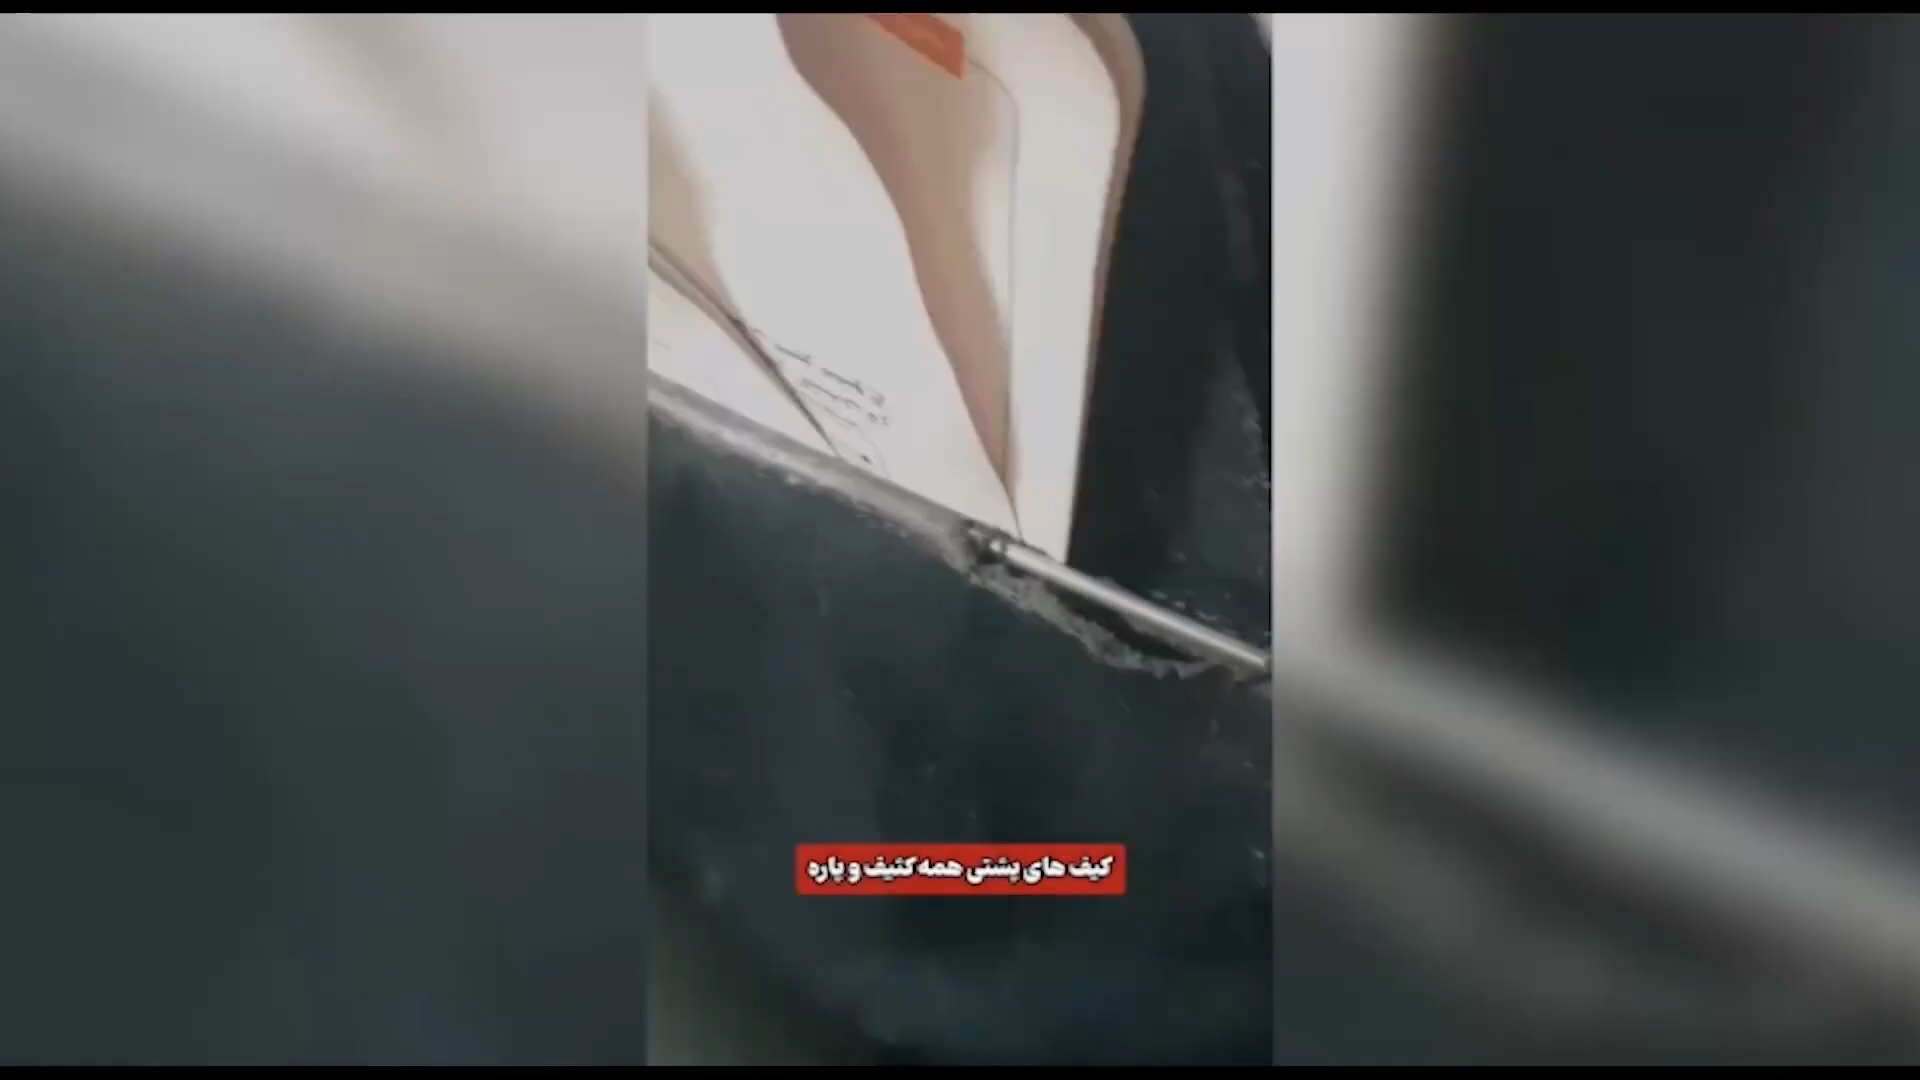 کیف های پشتی همه کثیف و پاره